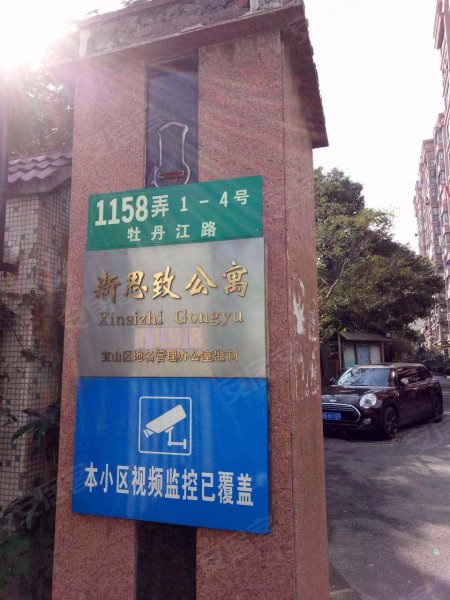 1158弄 1-4号
牡丹江路
新思致公寓
Xinsizhi Gongyu
宝山区地名管理办公室监制
本小区视频监控已覆盖